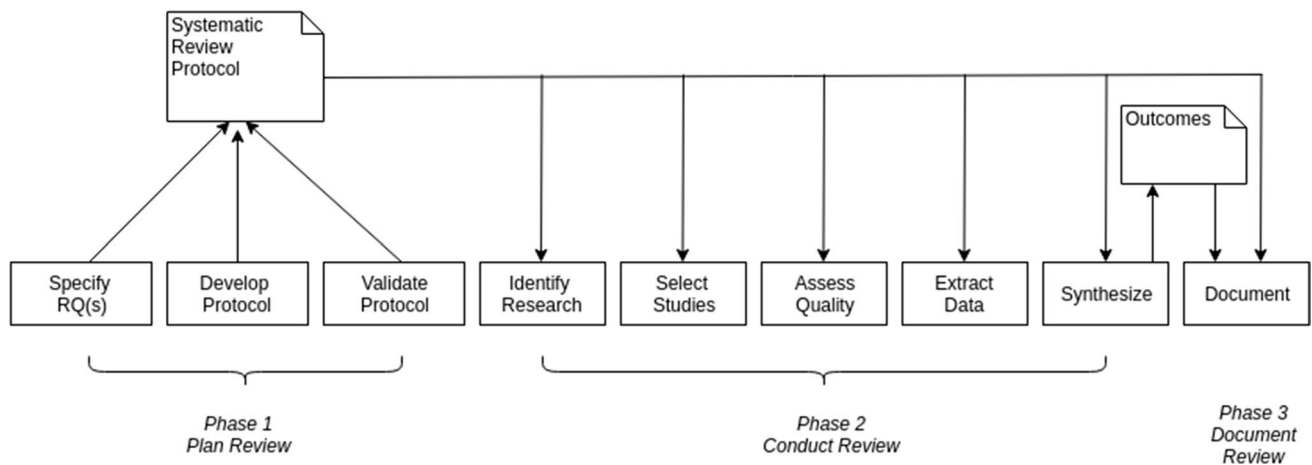 Systematic
Review
Protocol
Outcomes
Specify
RQ(s)
Develop
Protocol
Validate
Protocol
Identify
Research
Select
Studies
Assess
Quality
Extract
Data
Synthesize
Document
Phase 1
Plan Review
Phase 2
Conduct Review
Phase 3
Document
Review